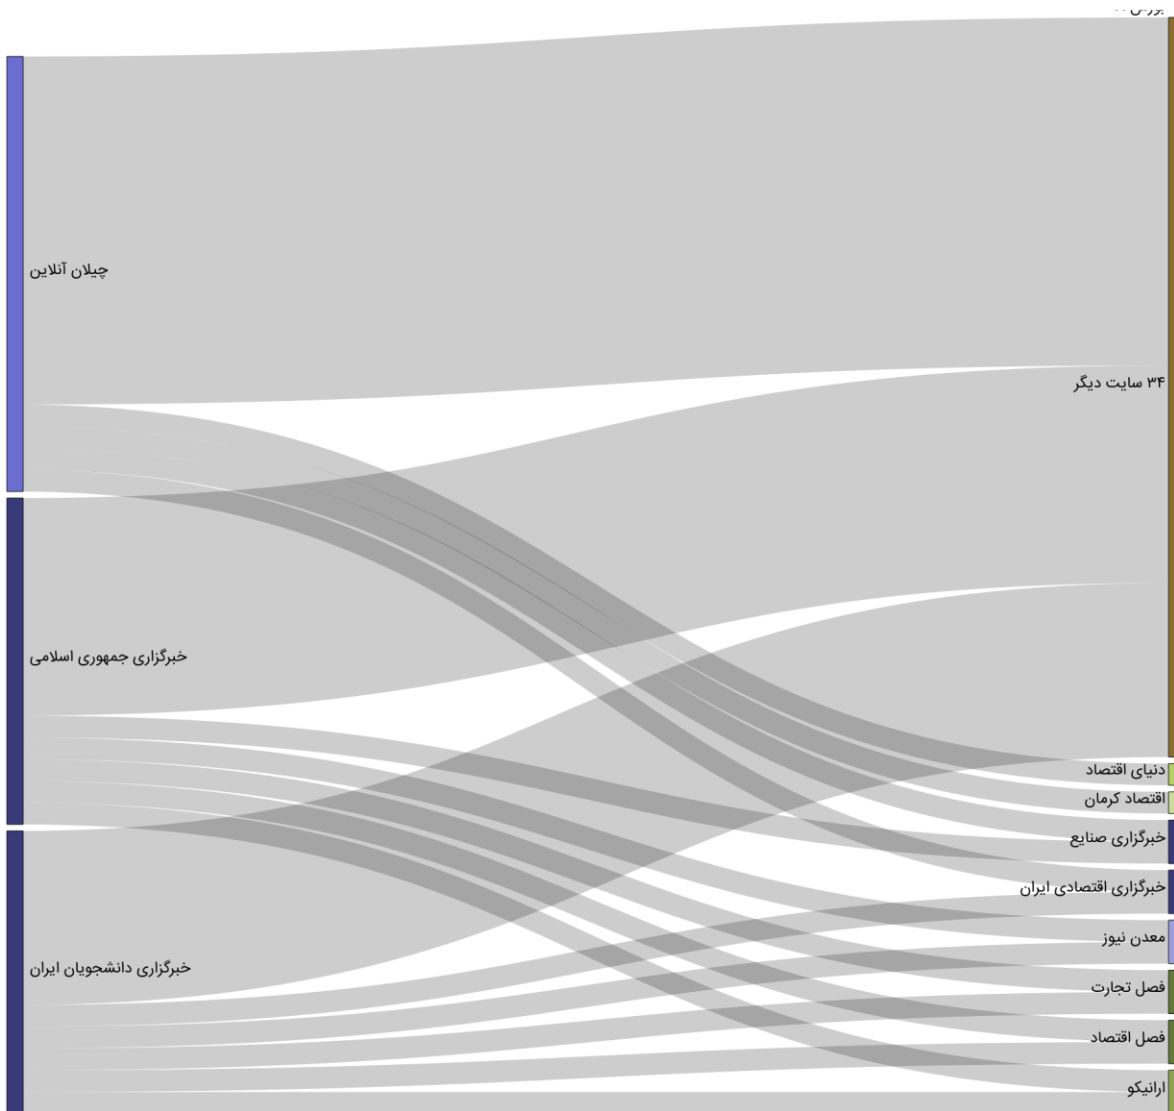 چیلان آنلاین
خبرگزاری جمهوری اسلامی
خبرگزاری دانشجویان ایران
۳۴ سایت دیگر
دنیای اقتصاد
اقتصاد کرمان
خبرگزاری صنایع
خبرگزاری اقتصادی ایران
معدن نیوز
فصل تجارت
فصل اقتصاد
ارانیکو